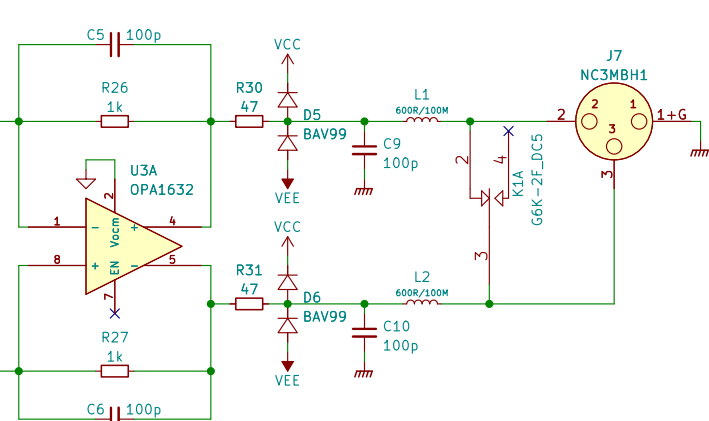 C5 100p
R26
1k
VCC
R30
47
D5
BAV99
VEE
L1
600R/100M
C9
100p
J7
NC3MBH1
2
2
1
3
1+G
3
2
4
3
K1A
G6K-2F_DC5
U3A
OPA1632
2
Vocm
1
-
+
4
8
+
-
5
EN
7
R27
1k
C6 100p
VCC
R31
47
D6
BAV99
VEE
L2
600R/100M
C10
100p